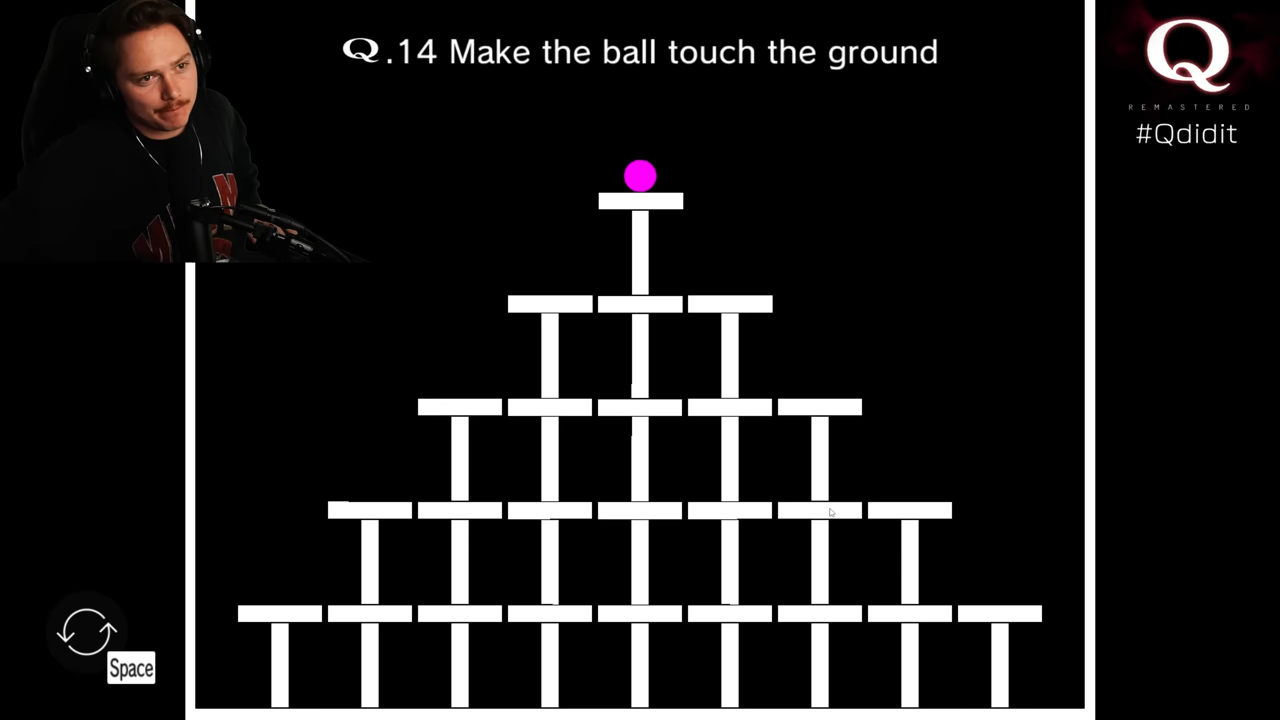 Q.14 Make the ball touch the ground
Q
REMASTERED
#Qdidit
Space